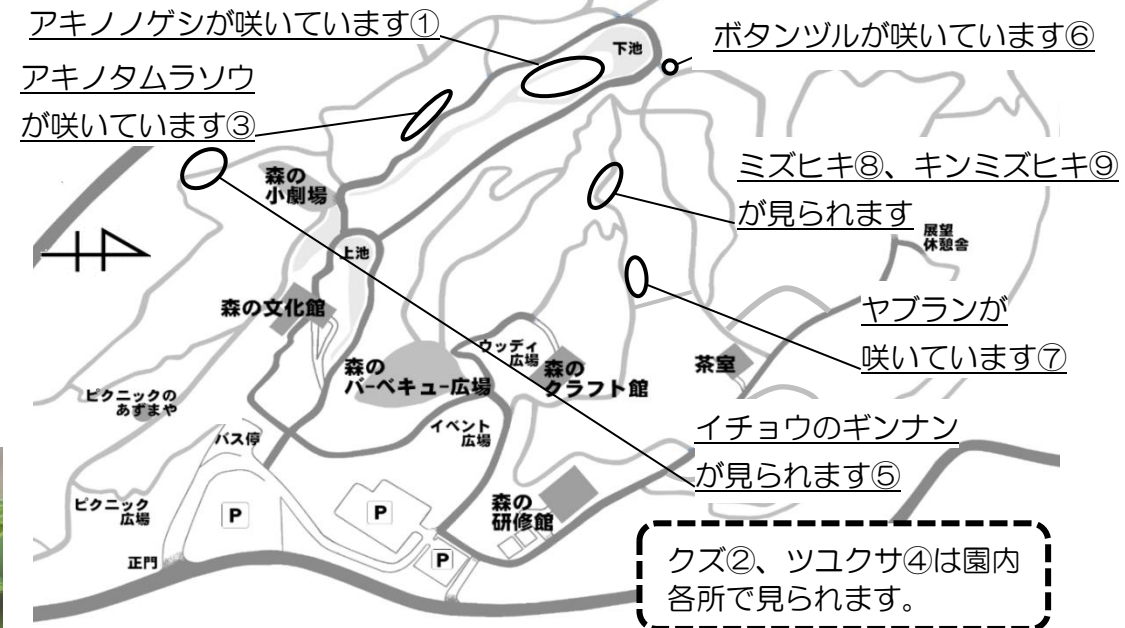 アキノノゲシが咲いています①
ボタンヅルが咲いています⑥
下池
アキノタムラソウ
が咲いています③
ミズヒキ⑧、キンミズヒキ⑨
が見られます
森の
小劇場
展望
休憩舎
上池
森の文化館
ヤブランが
咲いています⑦
ウッディ
広場
森の
バーベキュー広場
森の
クラフト館
茶室
ピクニックの
あずまや
イベント
広場
バス停
イチョウのギンナン
が見られます⑤
ピクニック
広場
P
P
森の
研修館
正門
P
クズ②、ツユクサ④は園内
各所で見られます。